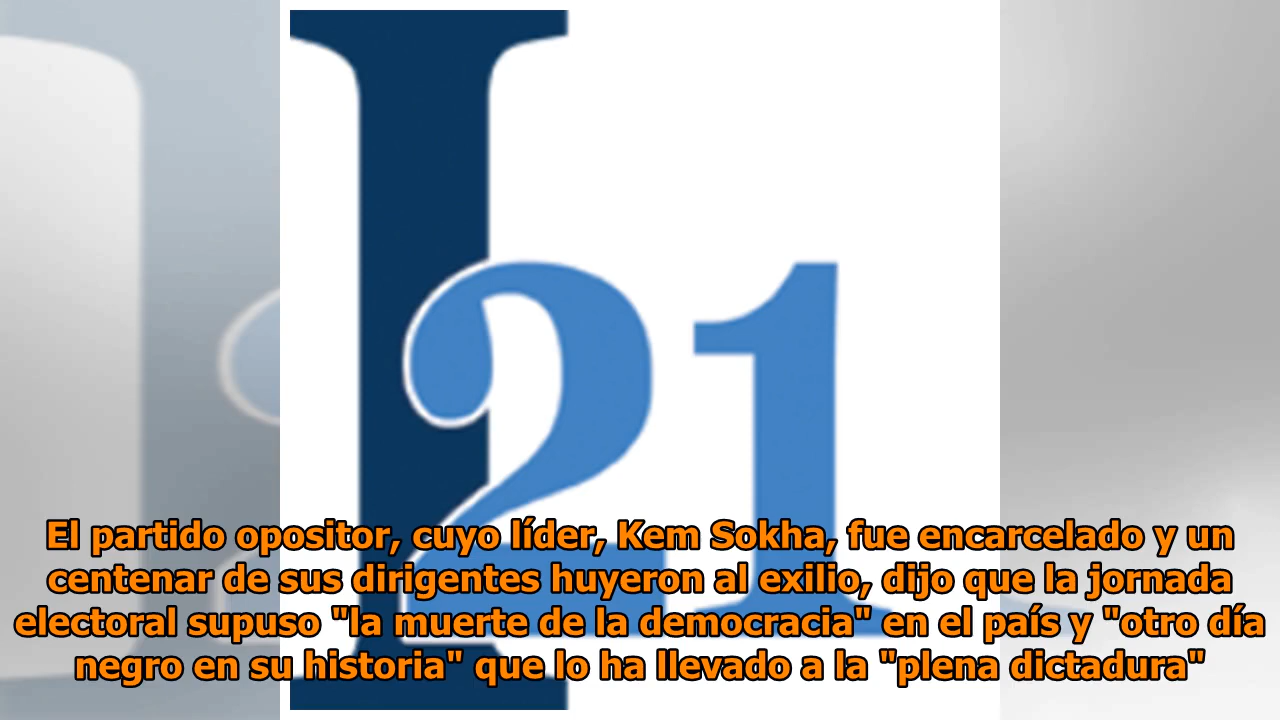 I
21
El partido opositor, cuyo líder, Kem Sokha, fue encarcelado y un
centenar de sus dirigentes huyeron al exilio, dijo que la jornada
electoral supuso "la muerte de la democracia" en el país y "otro día
negro en su historia" que lo ha llevado a la "plena dictadura"